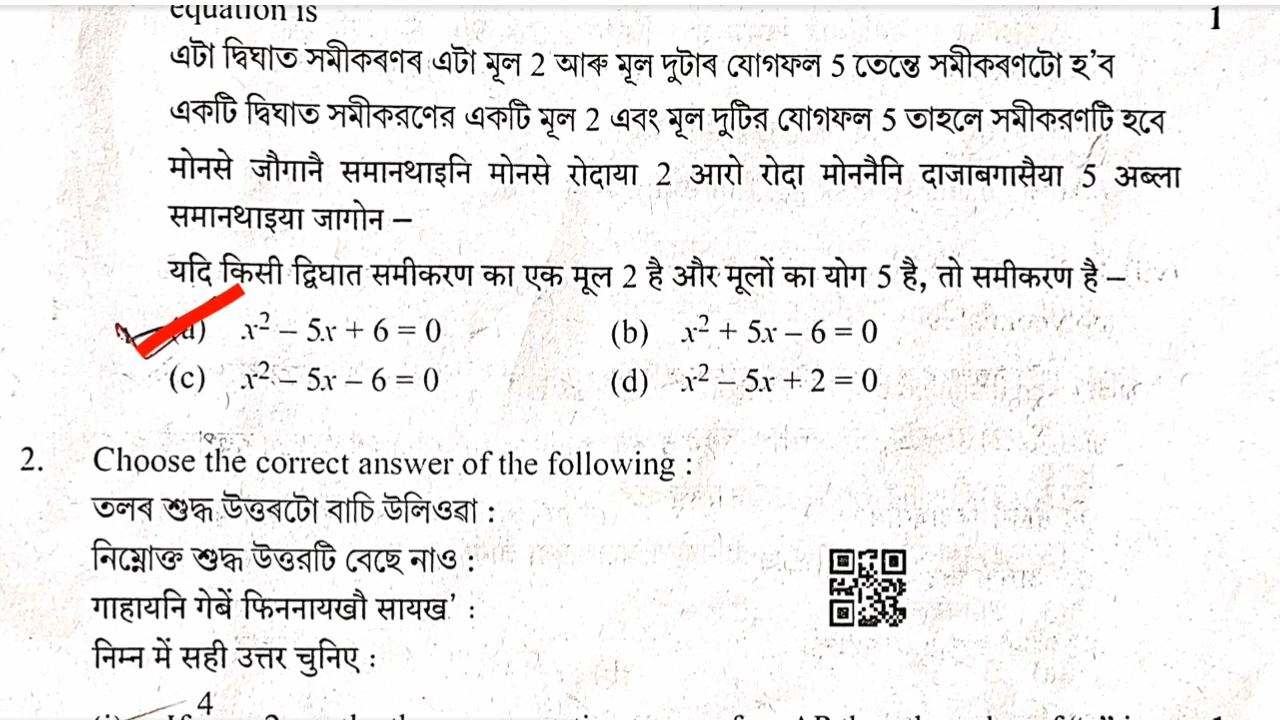 equation is 1
এটা দ্বিঘাত সমীকৰণৰ এটা মূল 2 আৰু মূল দুটাৰ যোগফল 5 তেন্তে সমীকৰণটো হ’ব
একটি দ্বিঘাত সমীকরণের একটি মূল 2 এবং মূল দুটির যোগফল 5 তাহলে সমীকরণটি হবে
मोनसे जौगानै समानथाइनि मोनसे रोदाया 2 आरो रोदा मोननैनि दाजाबगासैया 5 अब्ला
समानथाइया जागोन –
यदि किसी द्विघात समीकरण का एक मूल 2 है और मूलों का योग 5 है, तो समीकरण है –
(a) x² – 5x + 6 = 0 (b) x² + 5x – 6 = 0
(c) x² – 5x – 6 = 0 (d) x² – 5x + 2 = 0
2. Choose the correct answer of the following :
তলৰ শুদ্ধ উত্তৰটো বাচি উলিওৱা :
নিম্নোক্ত শুদ্ধ উত্তরটি বেছে নাও :
गाहायनि गेबें फिननायखौ सायख’ :
निम्न में सही उत्तर चुनिए :
4